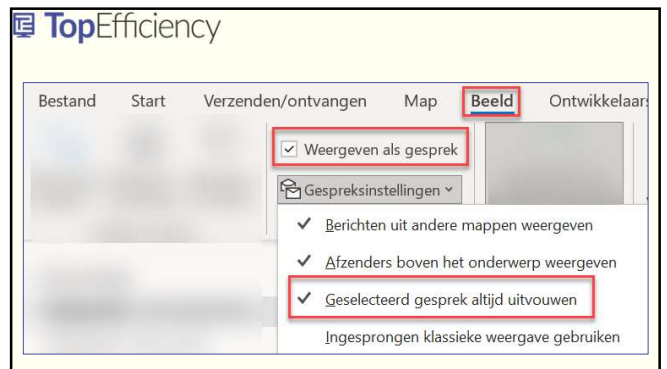 TopEfficiency
Bestand Start Verzenden/ontvangen Map Beeld Ontwikkelaars
Weergeven als gesprek
Gespreksinstellingen
Berichten uit andere mappen weergeven
Afzenders boven het onderwerp weergeven
Geselecteerd gesprek altijd uitvouwen
Ingesprongen klassieke weergave gebruiken